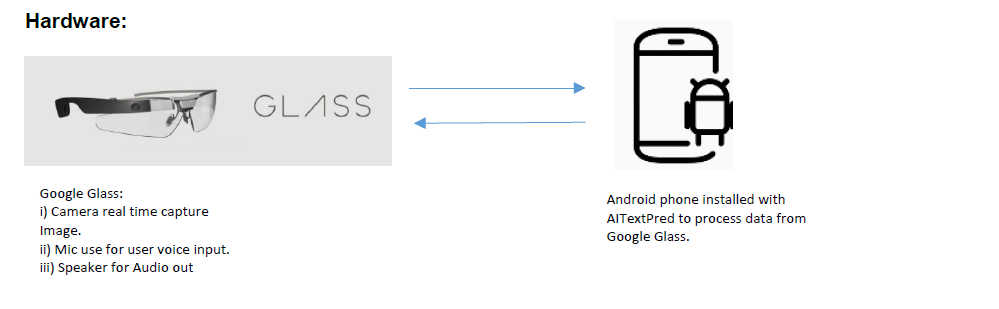 Hardware:
GLASS
Google Glass:
i) Camera real time capture
Image.
ii) Mic use for user voice input.
iii) Speaker for Audio out
Android phone installed with
AITextPred to process data from
Google Glass.